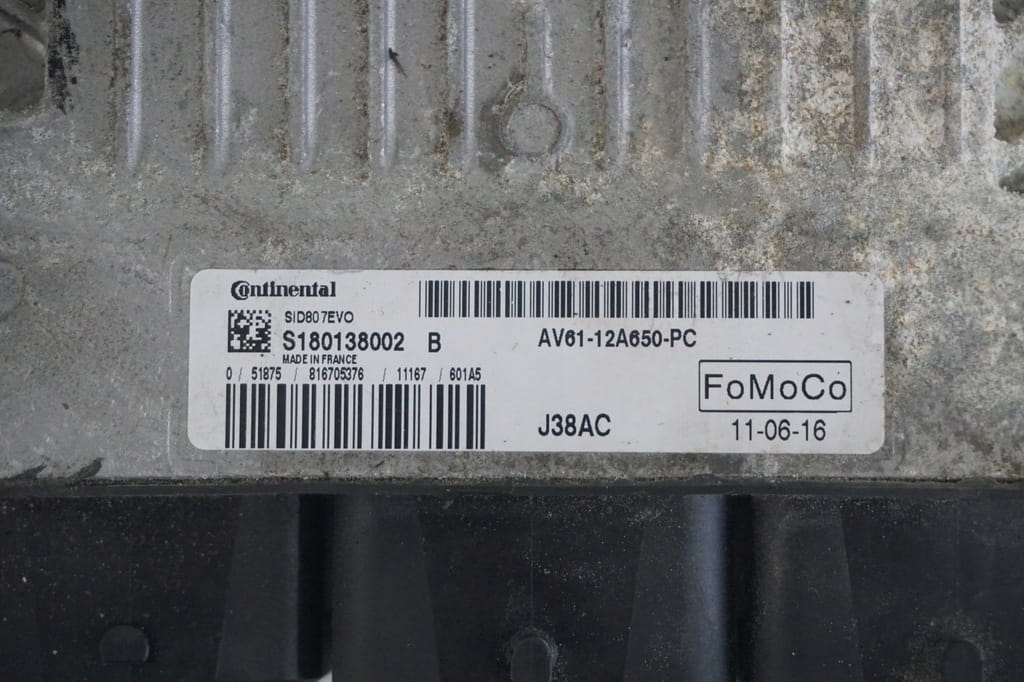 Continental
SID807EVO
S180138002 B
MADE IN FRANCE
0 / 51875 / 816705376 / 11167 / 601A5
AV61-12A650-PC
FoMoCo
J38AC
11-06-16